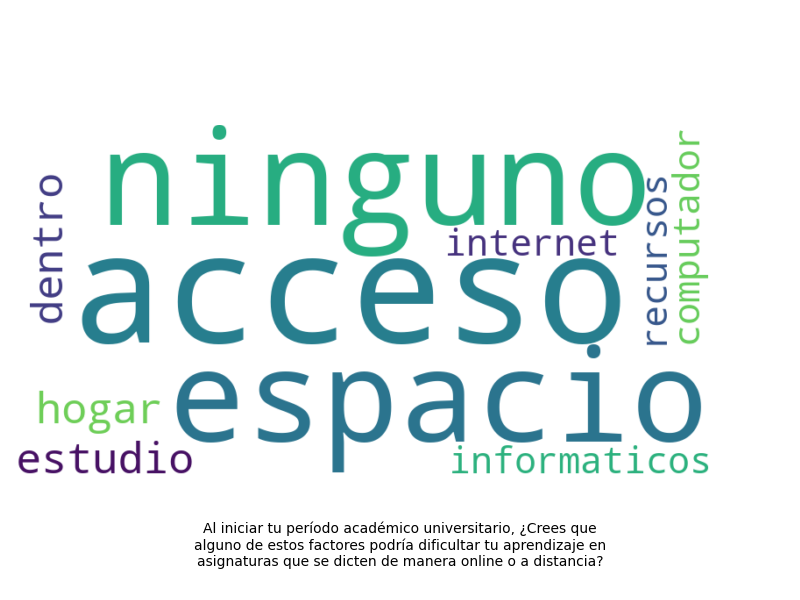 ninguno
dentro
recursos
computador
internet
acceso
espacio
hogar
estudio
informaticos
Al iniciar tu período académico universitario, ¿Crees que
alguno de estos factores podría dificultar tu aprendizaje en
asignaturas que se dicten de manera online o a distancia?